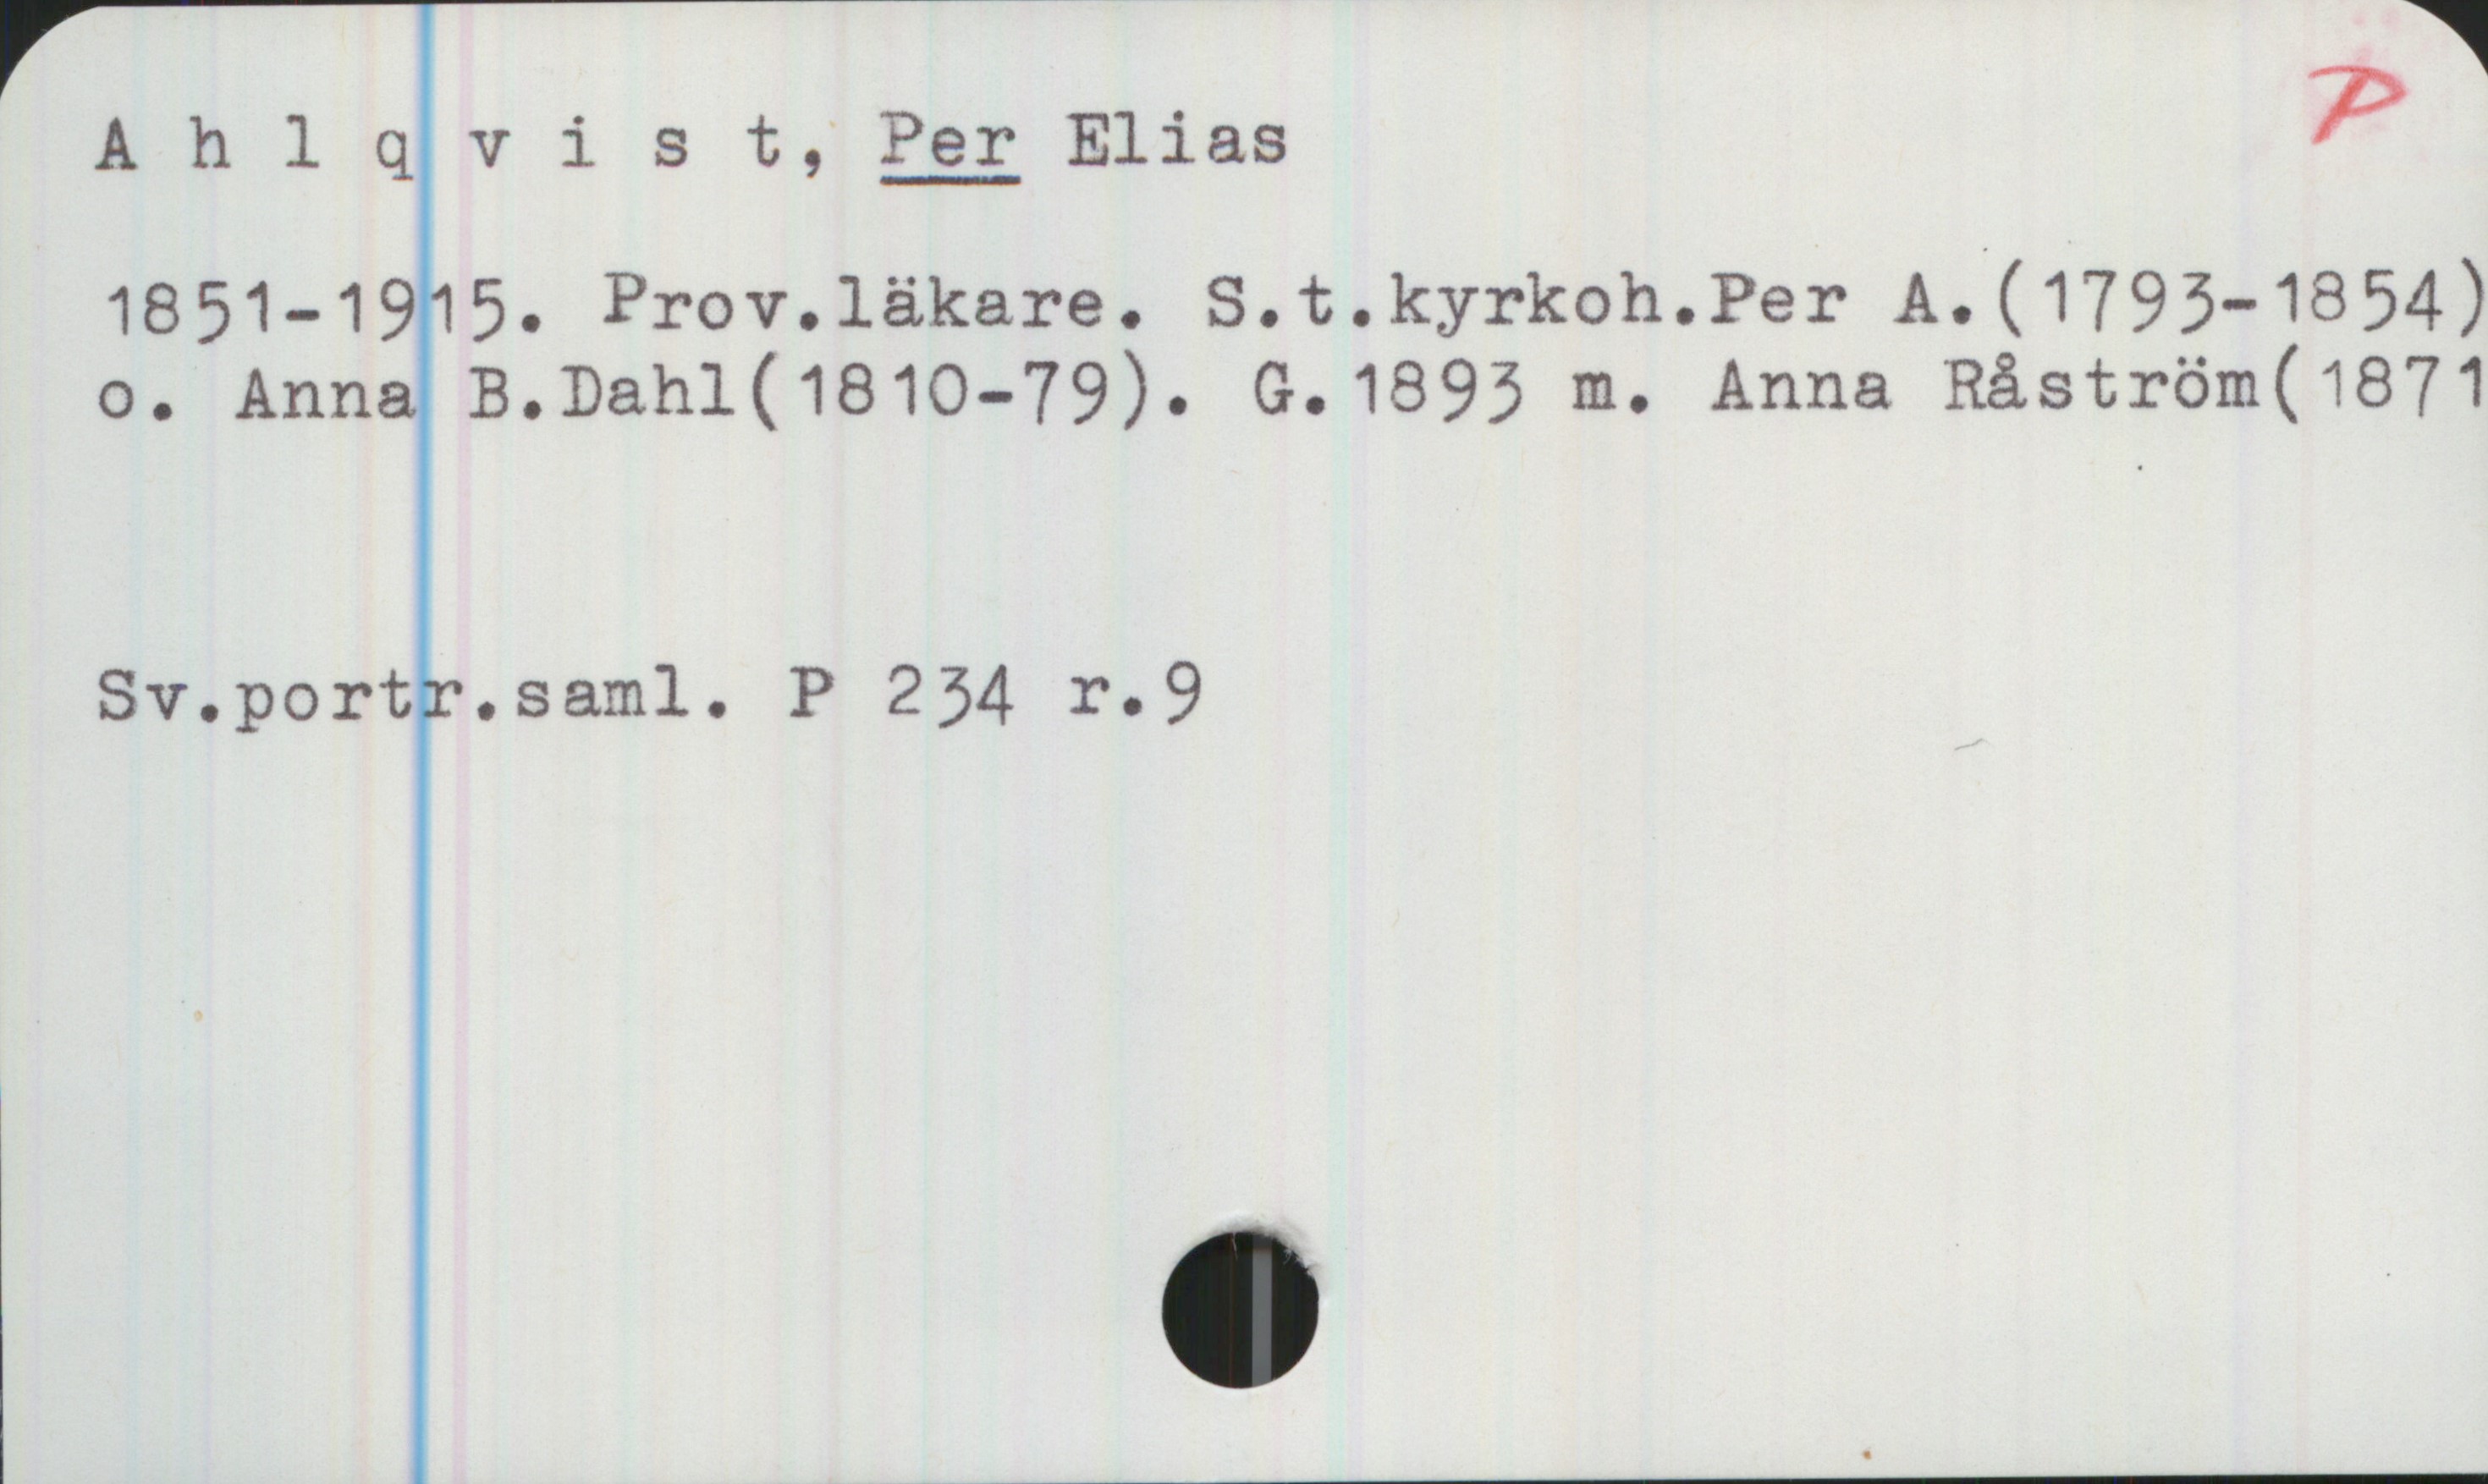 P
A h l q v i s t, Per Elias
1851-1915. Prov.läkare. S.t.kyrkoh.Per A.(1793-1854)
o. Anna B.Dahl(1810-79). G.1893 m. Anna Råström(1871
Sv.portr.saml. P 234 r.9